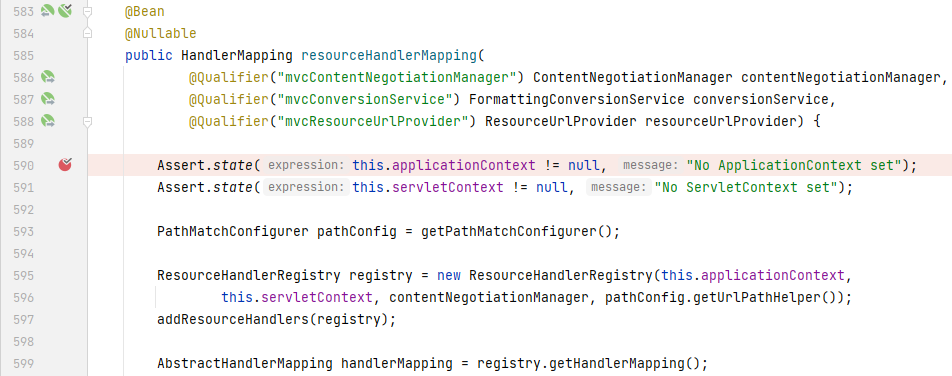 583 @Bean
584 @Nullable
585 public HandlerMapping resourceHandlerMapping(
586 @Qualifier("mvcContentNegotiationManager") ContentNegotiationManager contentNegotiationManager,
587 @Qualifier("mvcConversionService") FormattingConversionService conversionService,
588 @Qualifier("mvcResourceUrlProvider") ResourceUrlProvider resourceUrlProvider) {
589
590 Assert.state( expression: this.applicationContext != null, message: "No ApplicationContext set");
591 Assert.state( expression: this.servletContext != null, message: "No ServletContext set");
592
593 PathMatchConfigurer pathConfig = getPathMatchConfigurer();
594
595 ResourceHandlerRegistry registry = new ResourceHandlerRegistry(this.applicationContext,
596 this.servletContext, contentNegotiationManager, pathConfig.getUrlPathHelper());
597 addResourceHandlers(registry);
598
599 AbstractHandlerMapping handlerMapping = registry.getHandlerMapping();